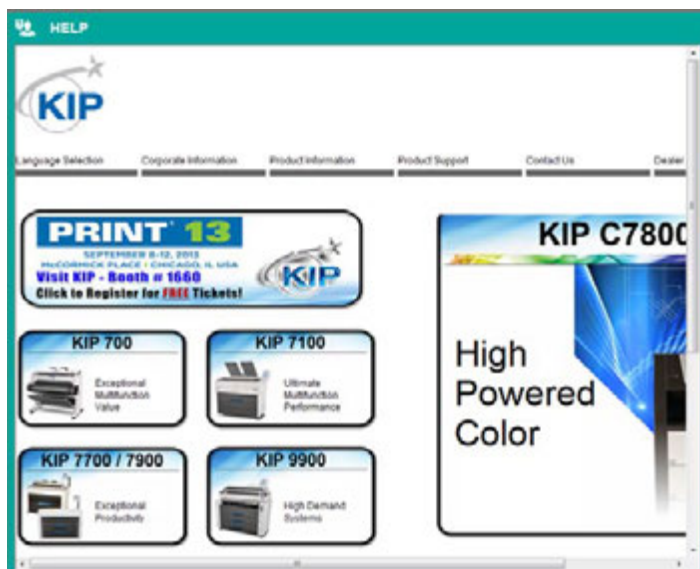 HELP
KIP
Language Selection
Corporate Information
Product Information
Product Support
Contact Us
Dealer
PRINT 13
SEPTEMBER 8-12, 2013
McCORMICK PLACE | CHICAGO, IL USA
Visit KIP - Booth # 1660
Click to Register for FREE Tickets!
KIP
KIP 700
Exceptional
Multifunction
Value
KIP 7100
Ultimate
Multifunction
Performance
KIP 7700 / 7900
Exceptional
Productivity
KIP 9900
High Demand
Systems
KIP C7800
High
Powered
Color